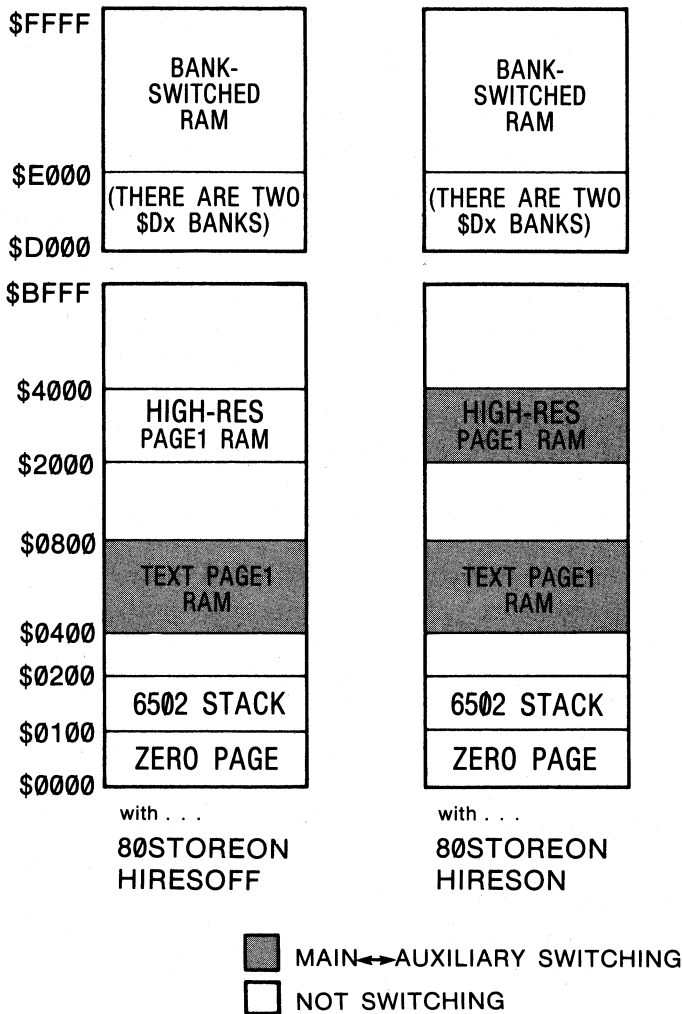 $FFFF
BANK-
SWITCHED
RAM
$E000
(THERE ARE TWO
$Dx BANKS)
$D000
$BFFF
$4000
HIGH-RES
PAGE1 RAM
$2000
$0800
TEXT PAGE1
RAM
$0400
$0200
6502 STACK
$0100
ZERO PAGE
$0000
with . . .
80STOREON
HIRESOFF
BANK-
SWITCHED
RAM
(THERE ARE TWO
$Dx BANKS)
HIGH-RES
PAGE1 RAM
TEXT PAGE1
RAM
6502 STACK
ZERO PAGE
with . . .
80STOREON
HIRESON
MAIN↔AUXILIARY SWITCHING
NOT SWITCHING